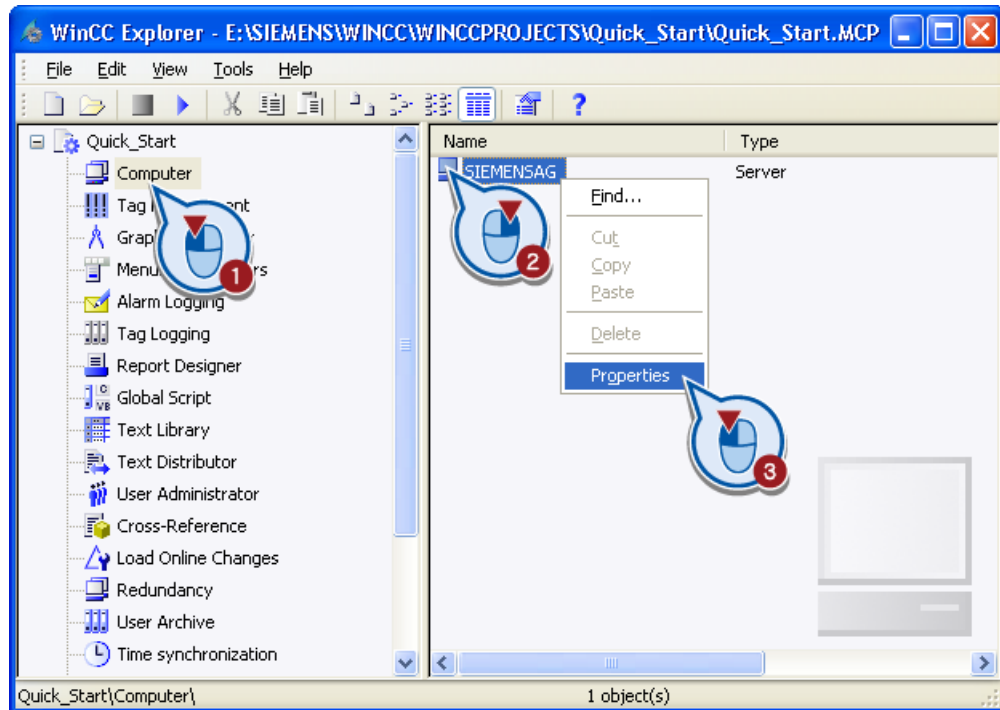 WinCC Explorer - E:\SIEMENS\WINCC\WINCCPROJECTS\Quick_Start\Quick_Start.MCP
File Edit View Tools Help
Quick_Start
Computer
Tag
Alarm Logging
Tag Logging
Report Designer
Global Script
Text Library
Text Distributor
User Administrator
Cross-Reference
Load Online Changes
Redundancy
User Archive
Time synchronization
Name Type
SIEMENSAG Server
Find...
Cut
Copy
Paste
Delete
Properties
1
2
3
Quick_Start\Computer\ 1 object(s)